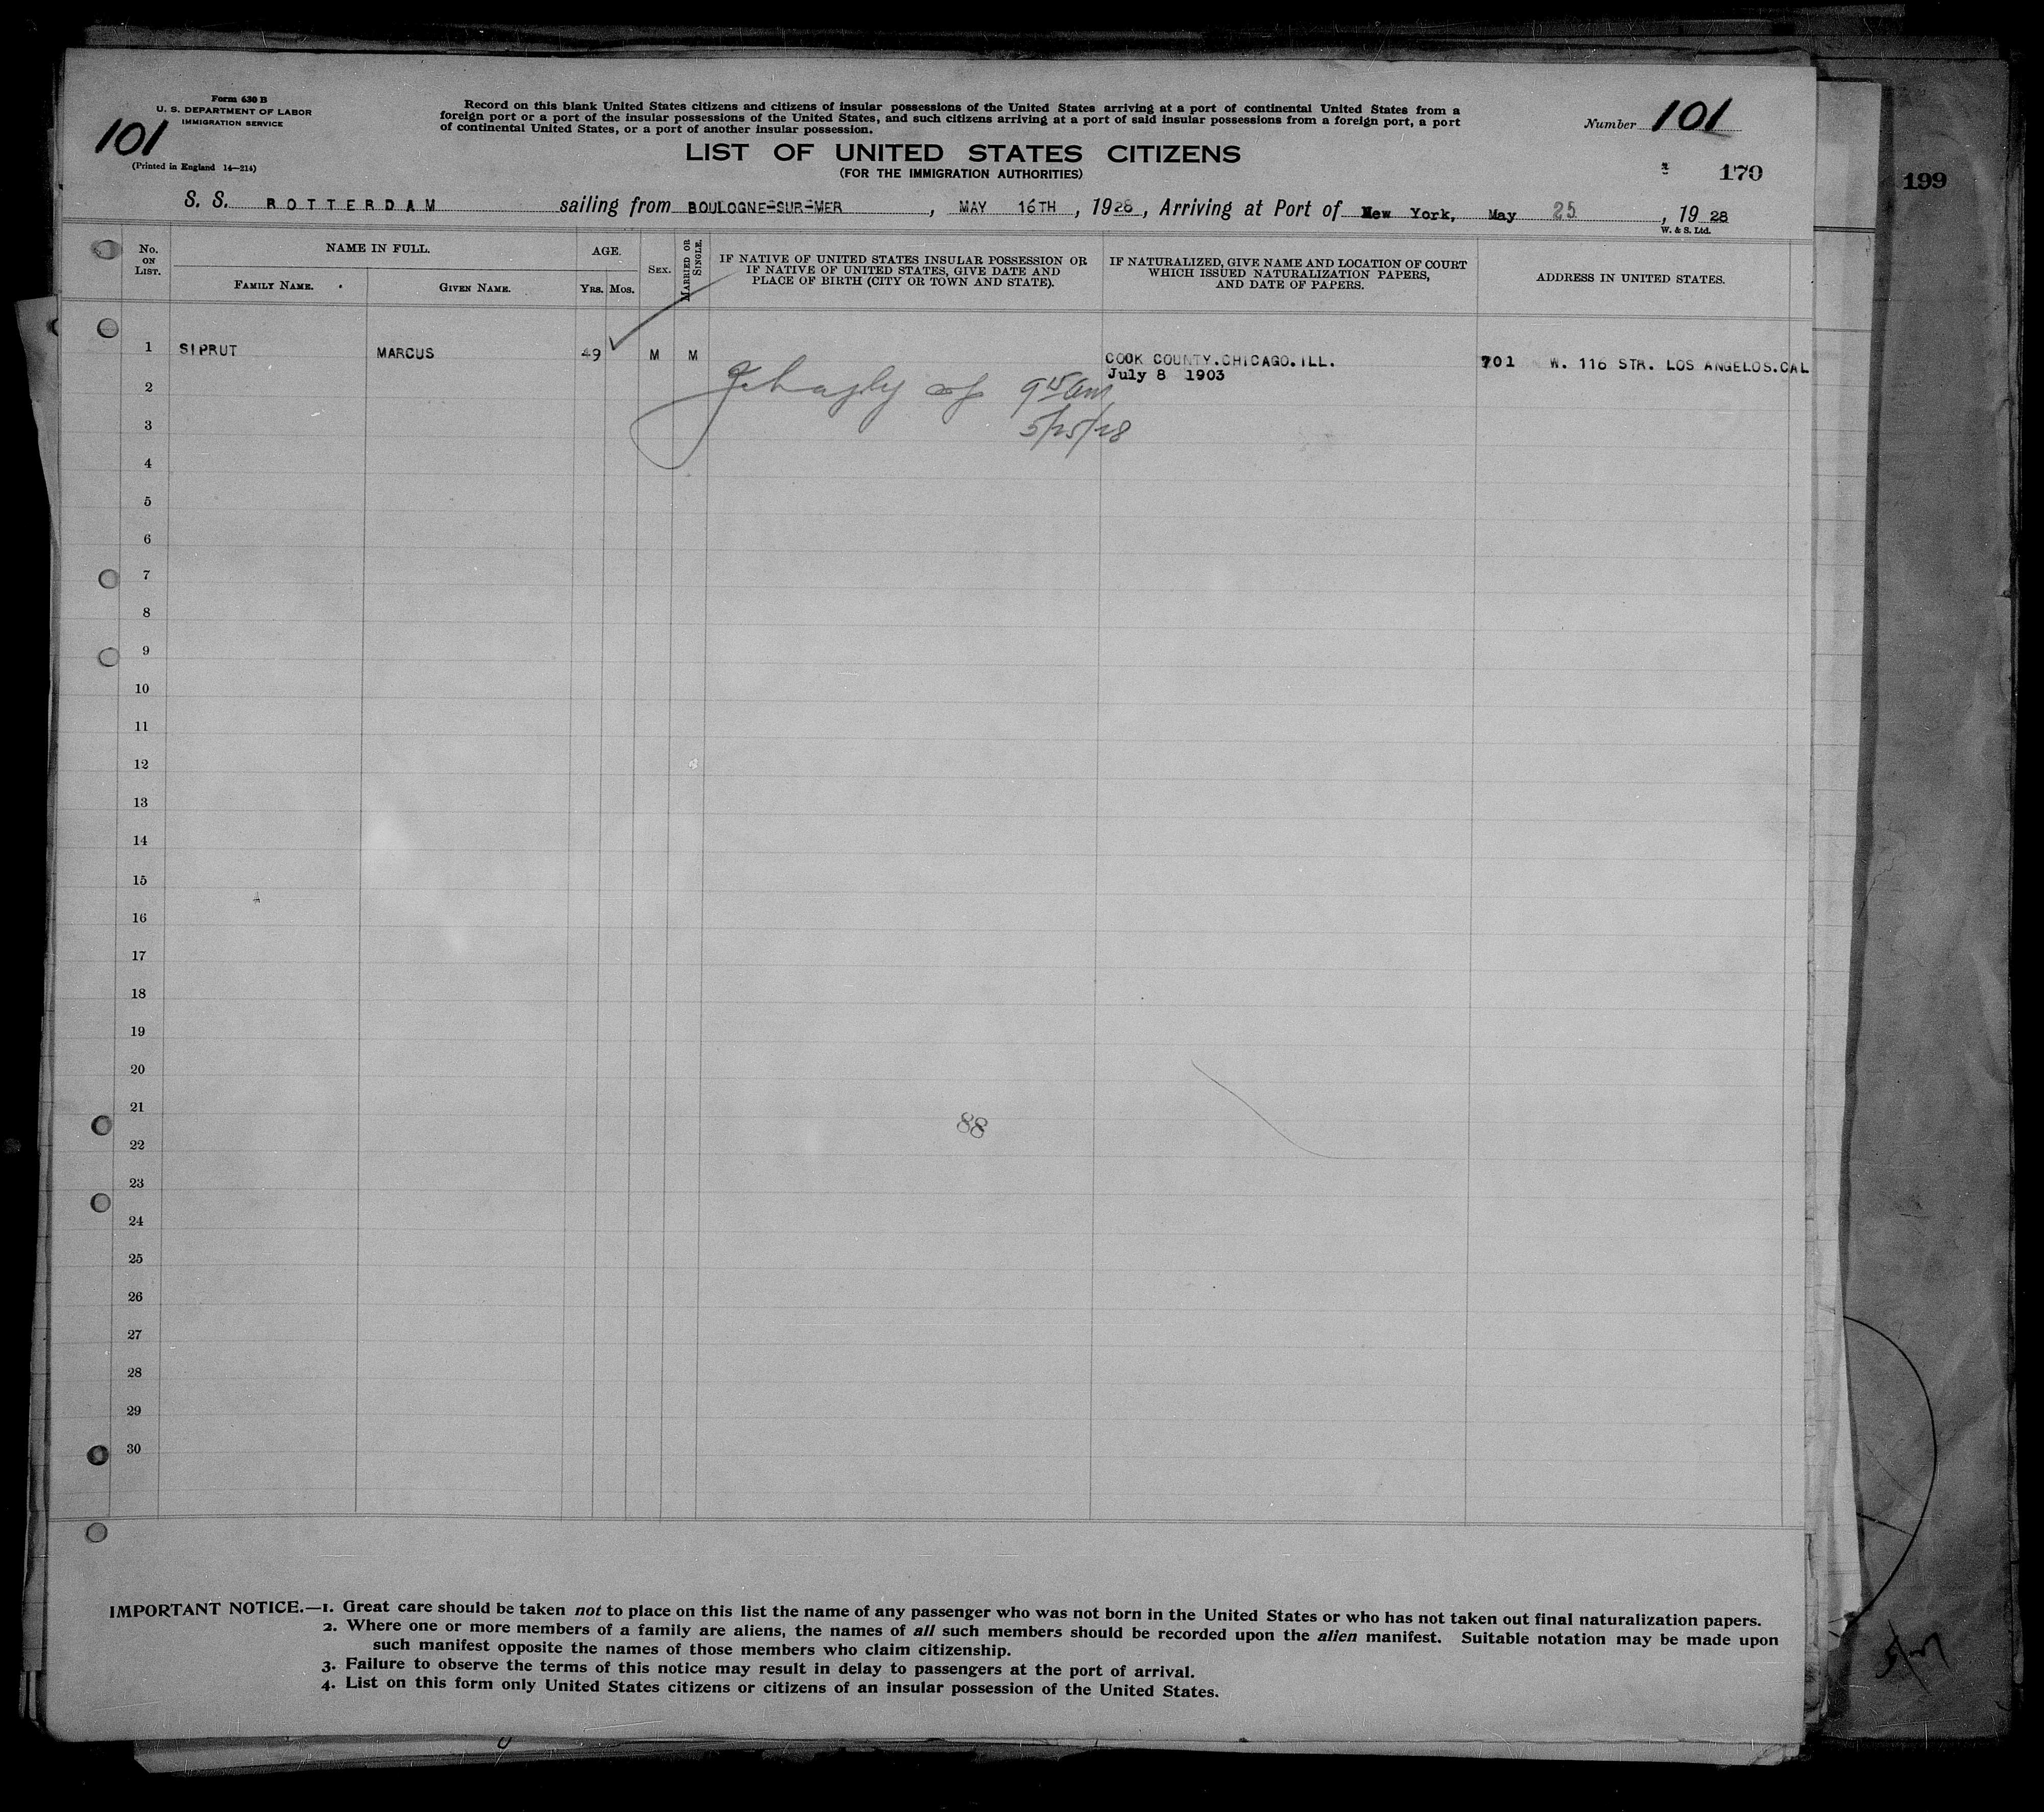 Form 630 B
U. S. DEPARTMENT OF LABOR
IMMIGRATION SERVICE
101
(Printed in England 14—214)
Record on this blank United States citizens and citizens of insular possessions of the United States arriving at a port of continental United States from a
foreign port or a port of the insular possessions of the United States, and such citizens arriving at a port of said insular possessions from a foreign port, a port
of continental United States, or a port of another insular possession.
Number 101
LIST OF UNITED STATES CITIZENS
(FOR THE IMMIGRATION AUTHORITIES)
170
199
S. S. ROTTERDAM sailing from BOULOGNE-SUR-MER, MAY 16TH, 1928, Arriving at Port of New York, May 25, 19 28
W. & S. Ltd.
No. ON LIST.
NAME IN FULL.
FAMILY NAME.
GIVEN NAME.
AGE.
YRS. MOS.
SEX.
MARRIED OR SINGLE.
IF NATIVE OF UNITED STATES INSULAR POSSESSION OR
IF NATIVE OF UNITED STATES, GIVE DATE AND
PLACE OF BIRTH (CITY OR TOWN AND STATE).
IF NATURALIZED, GIVE NAME AND LOCATION OF COURT
WHICH ISSUED NATURALIZATION PAPERS,
AND DATE OF PAPERS.
ADDRESS IN UNITED STATES.
1 SIPRUT MARCUS 49 M M COOK COUNTY.CHICAGO.ILL. 701 W. 116 STR. LOS ANGELOS.CAL
July 8 1903
9 15 am
5/25/28
2
3
4
5
6
7
8
9
10
11
12
13
14
15
16
17
18
19
20
21
88
22
23
24
25
26
27
28
29
30
IMPORTANT NOTICE.—1. Great care should be taken not to place on this list the name of any passenger who was not born in the United States or who has not taken out final naturalization papers.
2. Where one or more members of a family are aliens, the names of all such members should be recorded upon the alien manifest. Suitable notation may be made upon
such manifest opposite the names of those members who claim citizenship.
3. Failure to observe the terms of this notice may result in delay to passengers at the port of arrival.
4. List on this form only United States citizens or citizens of an insular possession of the United States.